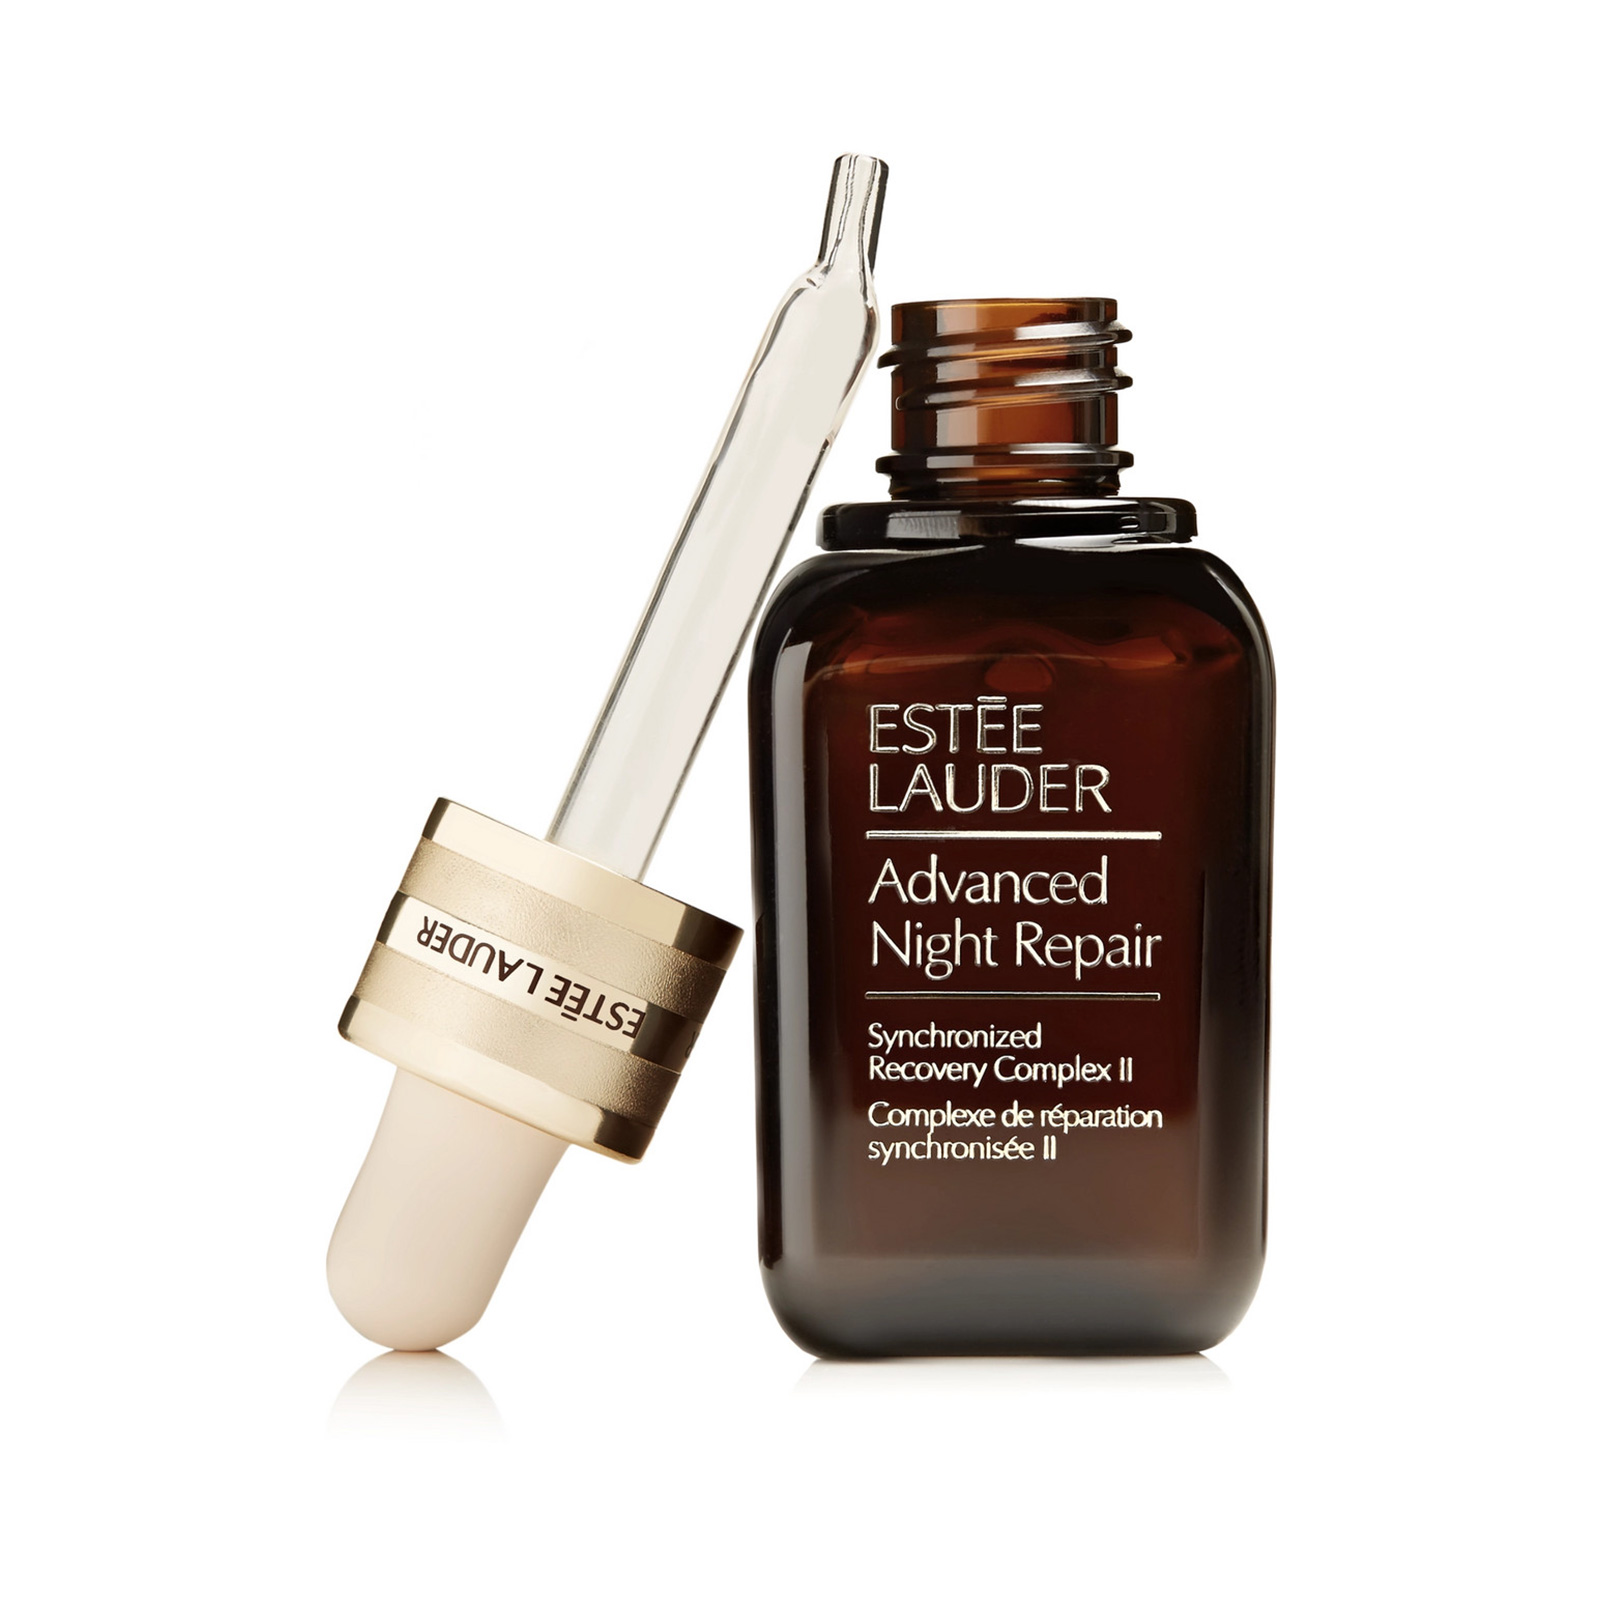 ESTĒE
LAUDER
Advanced
Night Repair
Synchronized
Recovery Complex II
Complexe de réparation
synchronisée II
ESTĒE LAUDER